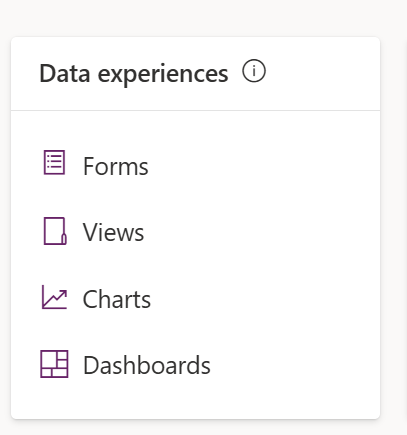 Data experiences
Forms
Views
Charts
Dashboards